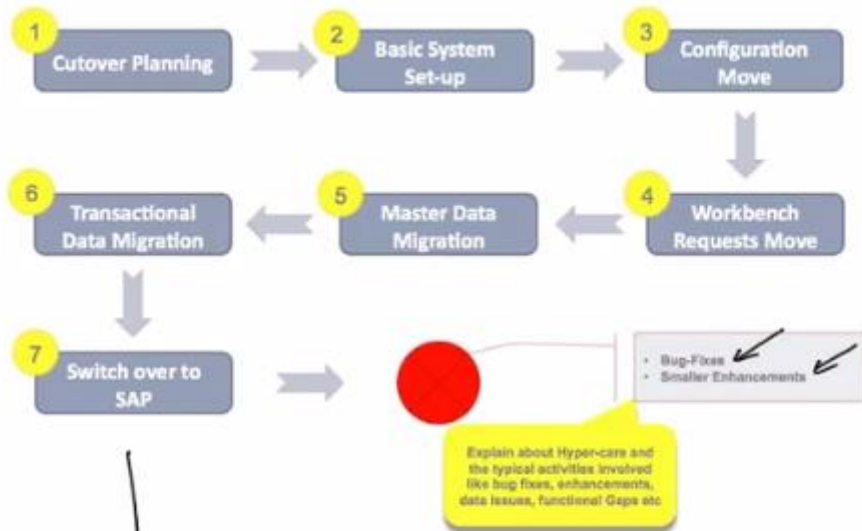 1
Cutover Planning
2
Basic System
Set-up
3
Configuration
Move
4
Workbench
Requests Move
5
Master Data
Migration
6
Transactional
Data Migration
7
Switch over to
SAP
• Bug-Fixes
• Smaller Enhancements
Explain about Hyper-care and
the typical activities involved
like bug fixes, enhancements,
data issues, functional Gaps etc